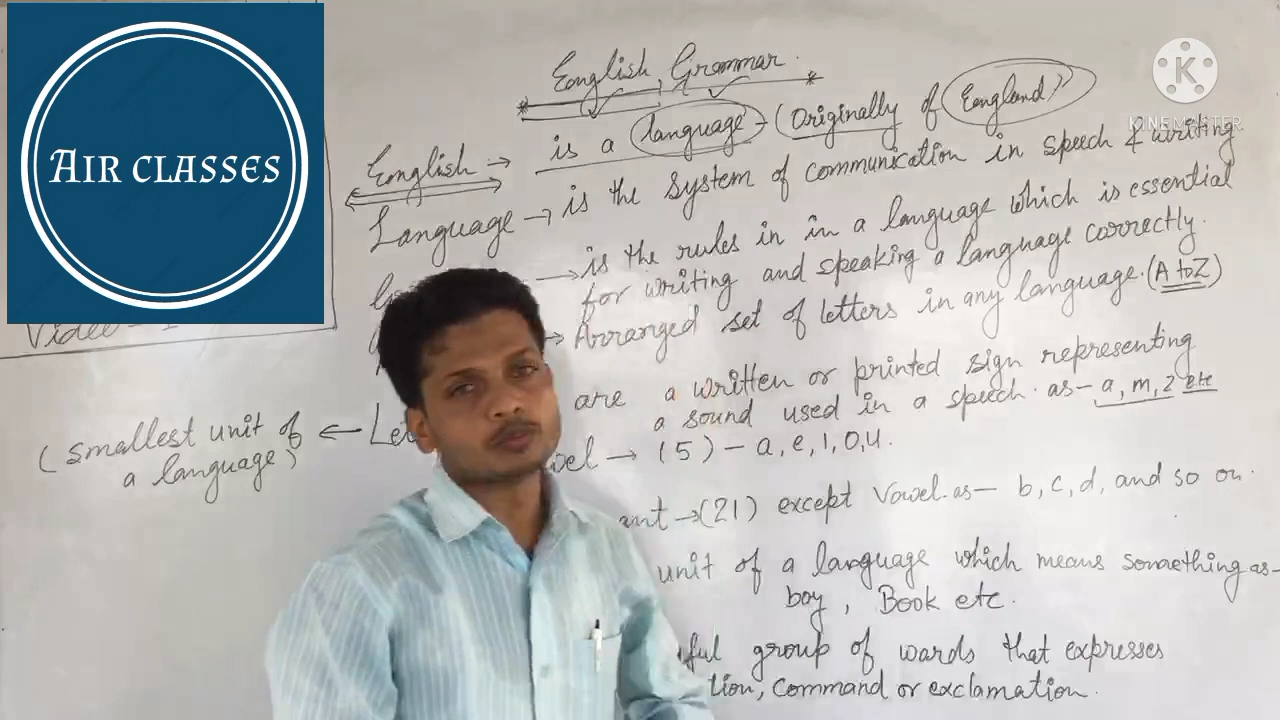 AIR CLASSES
KINEMASTER
English Grammar
English → is a language - (Originally of England)
Language → is the system of communication in speech & writing
→ is the rules in in a language which is essential
for writing and speaking a language correctly.
→ Arranged set of letters in any language. (A to Z)
are a written or printed sign representing
a sound used in a speech. as - a, m, z etc
(smallest unit of
a language)
→ (5) - a, e, i, o, u.
→ (21) except vowel. as - b, c, d, and so on.
unit of a language which means something as -
boy, Book etc.
group of wards that expresses
command or exclamation.